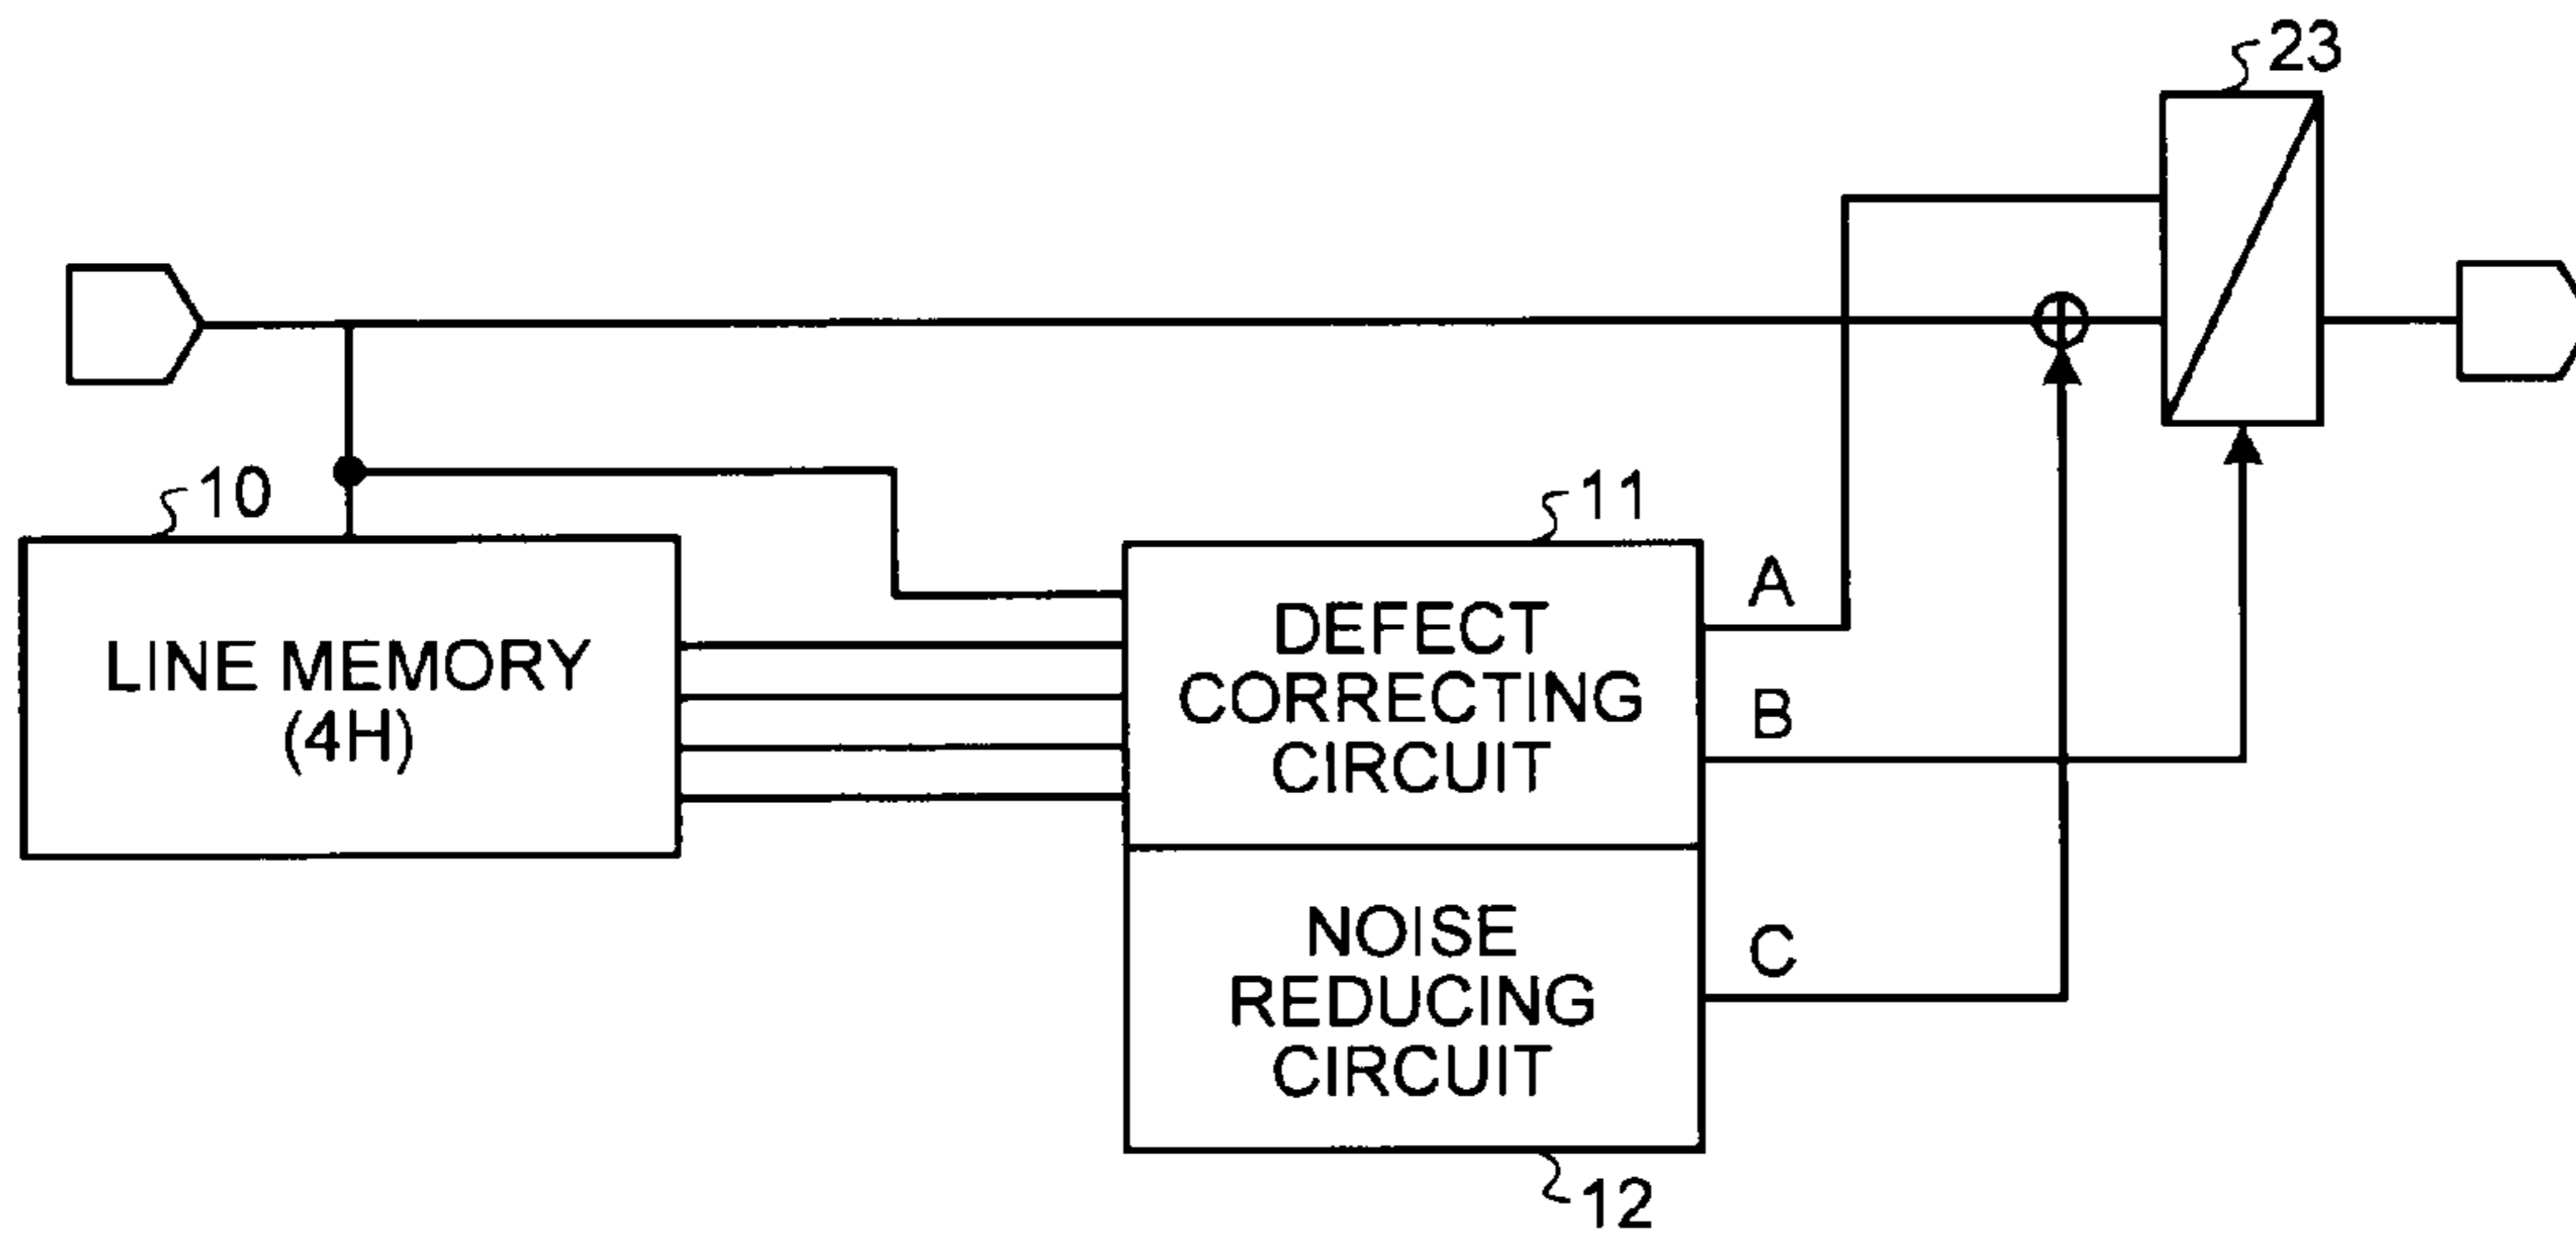 23
10
LINE MEMORY
(4H)
11
DEFECT
CORRECTING
CIRCUIT
A
B
NOISE
REDUCING
CIRCUIT
C
12